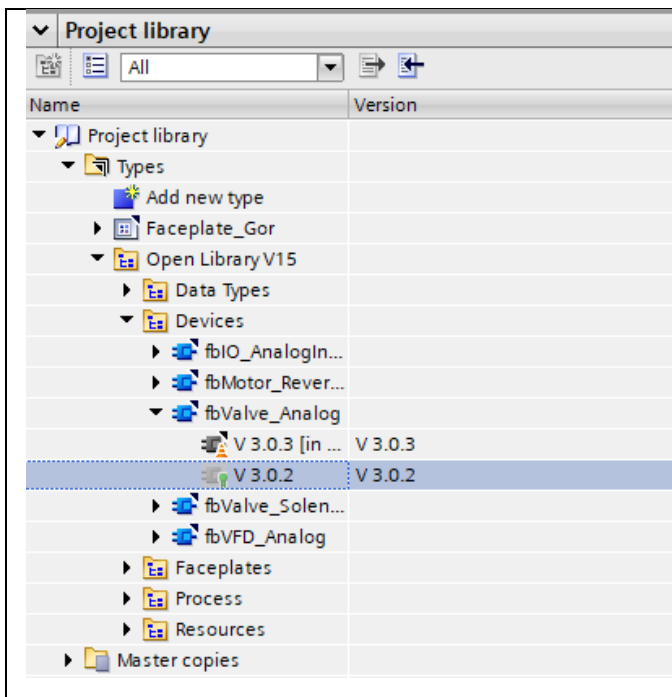 Project library
All
Name Version
Project library
Types
Add new type
Faceplate_Gor
Open Library V15
Data Types
Devices
fbIO_AnalogIn...
fbMotor_Rever...
fbValve_Analog
V 3.0.3 [in ... V 3.0.3
V 3.0.2 V 3.0.2
fbValve_Solen...
fbVFD_Analog
Faceplates
Process
Resources
Master copies